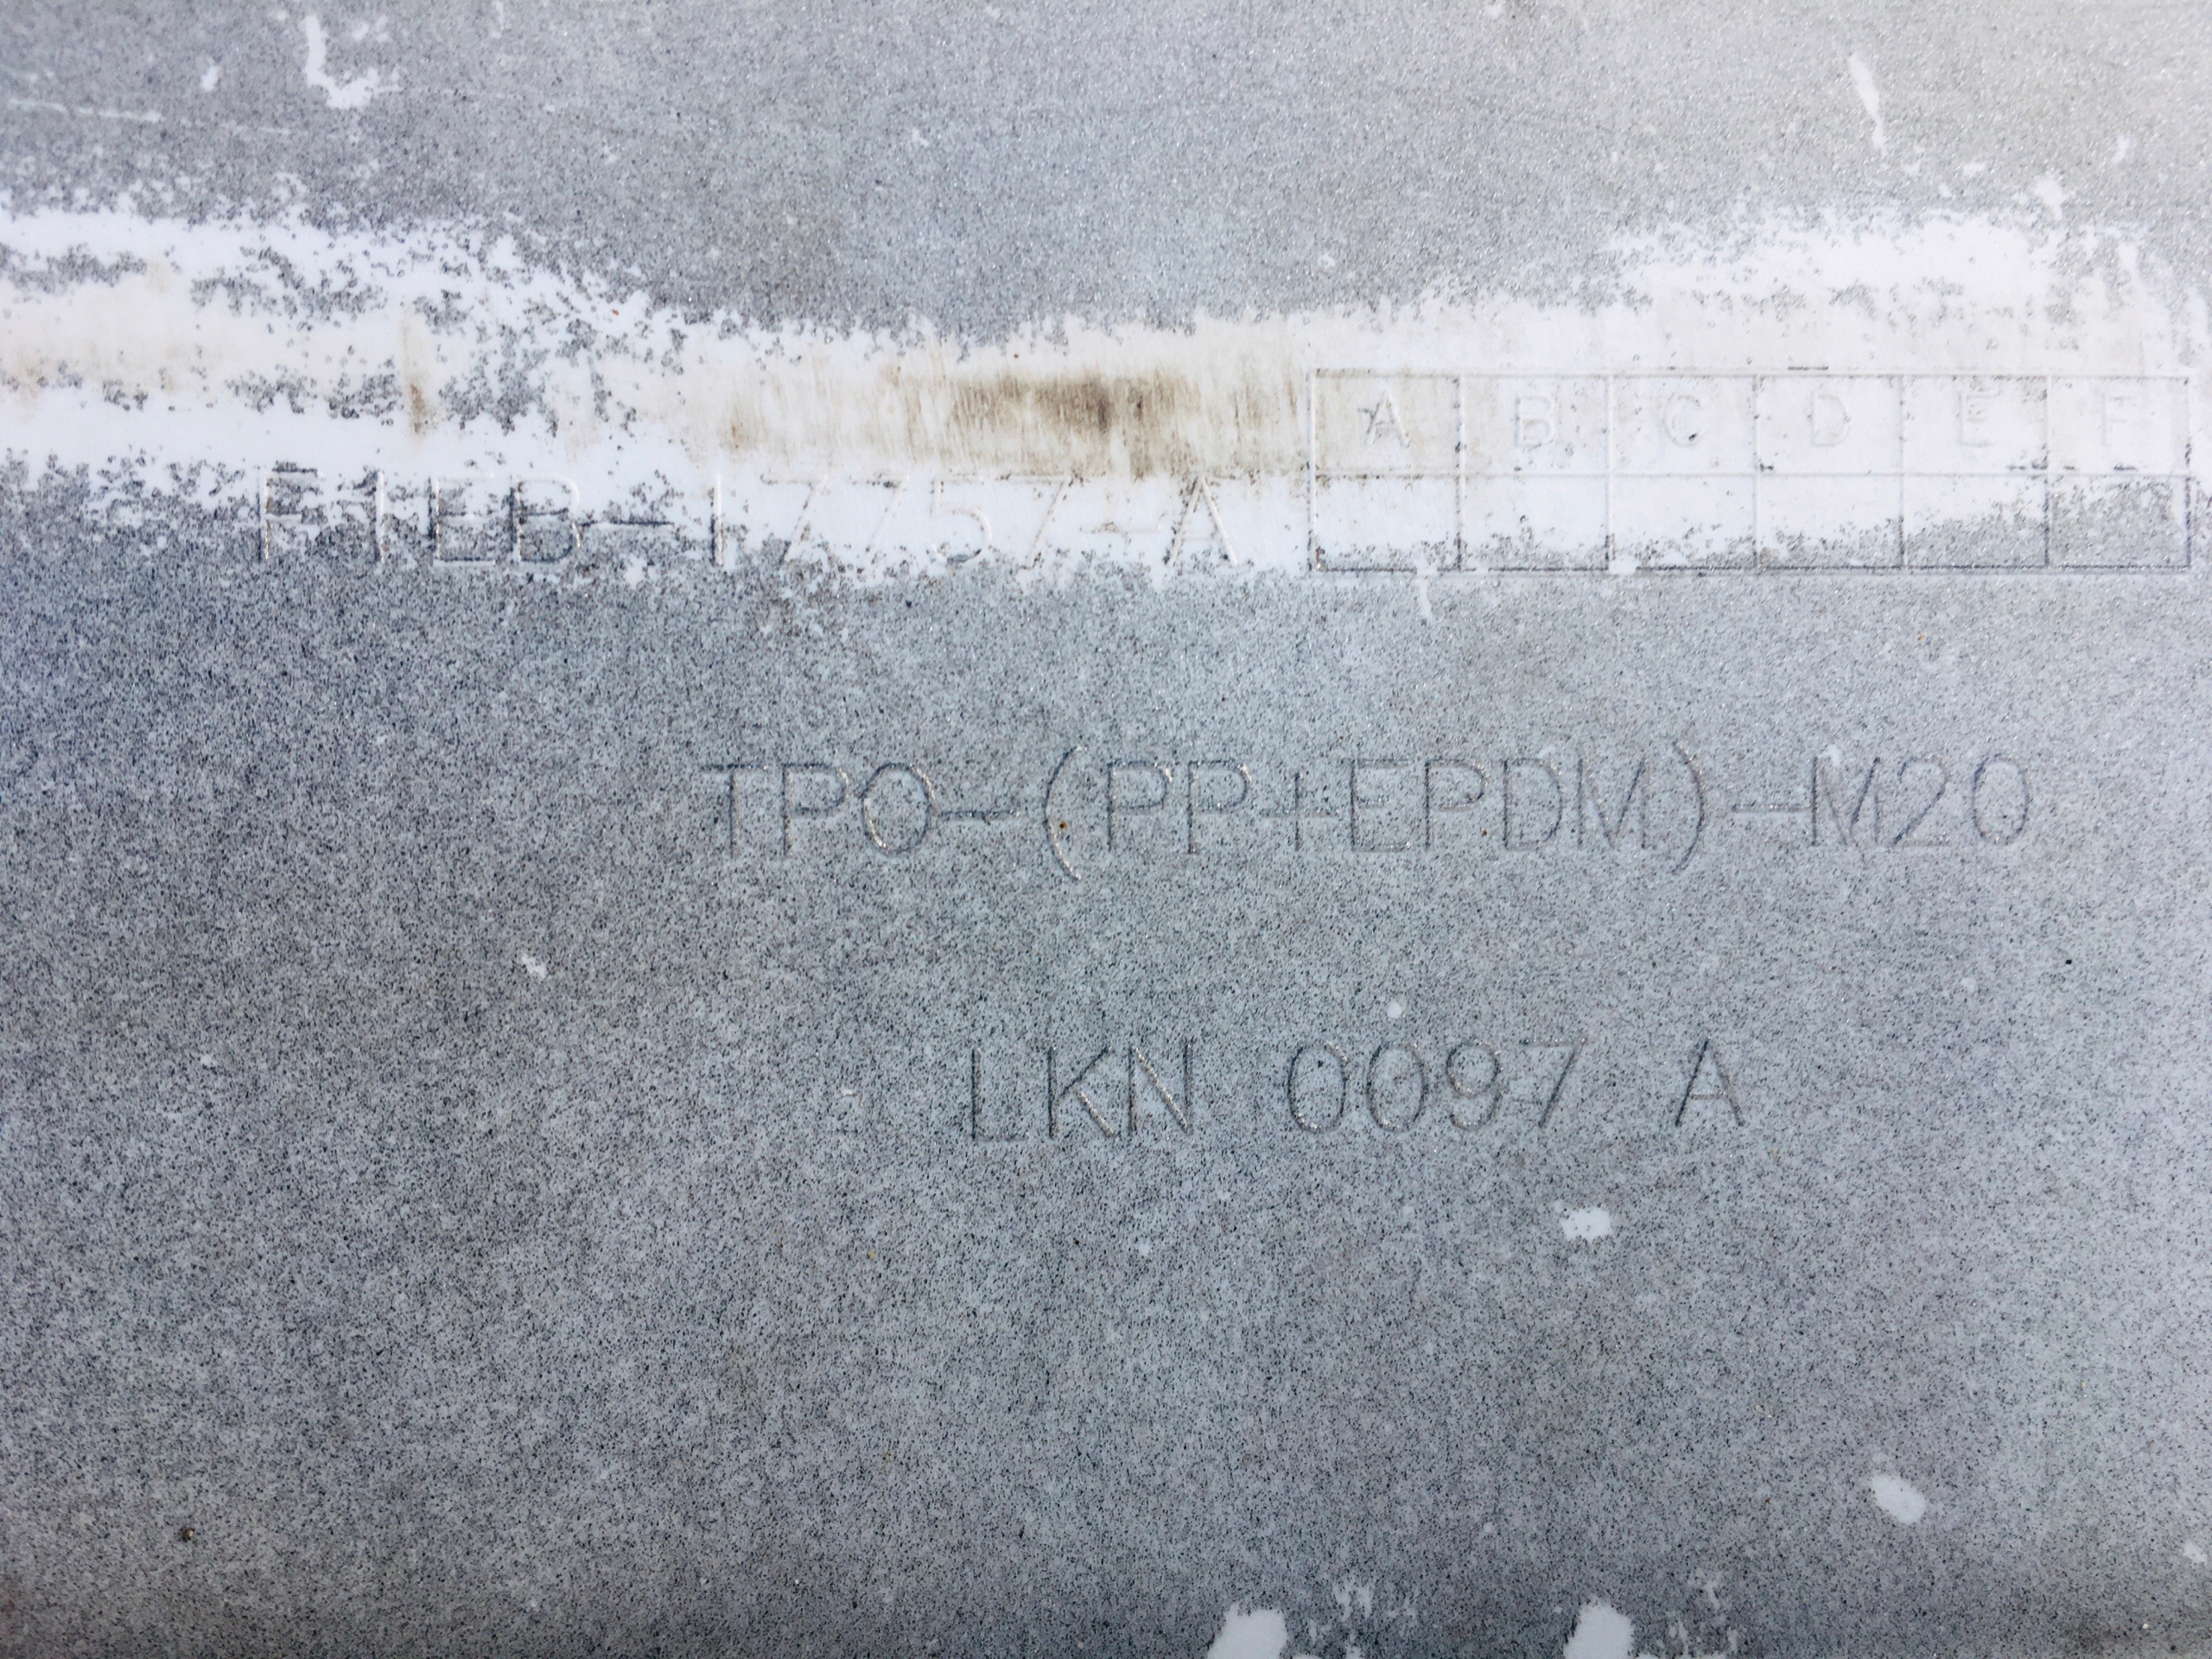 F1EB-17757-A
A B C D E F
TPO-(PP+EPDM)-M20
LKN 0097 A